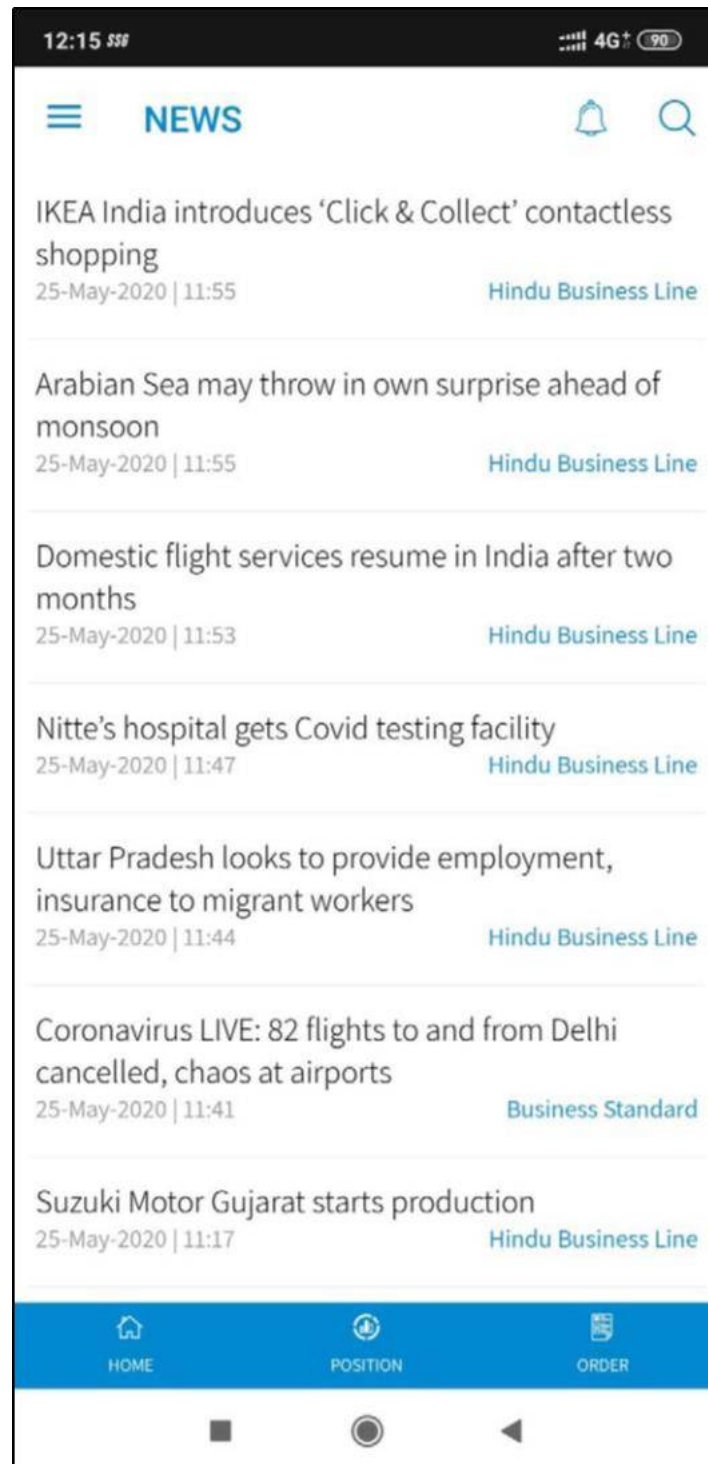 12:15 SSG 4G+ 90
NEWS
IKEA India introduces ‘Click & Collect’ contactless
shopping
25-May-2020 | 11:55 Hindu Business Line
Arabian Sea may throw in own surprise ahead of
monsoon
25-May-2020 | 11:55 Hindu Business Line
Domestic flight services resume in India after two
months
25-May-2020 | 11:53 Hindu Business Line
Nitte’s hospital gets Covid testing facility
25-May-2020 | 11:47 Hindu Business Line
Uttar Pradesh looks to provide employment,
insurance to migrant workers
25-May-2020 | 11:44 Hindu Business Line
Coronavirus LIVE: 82 flights to and from Delhi
cancelled, chaos at airports
25-May-2020 | 11:41 Business Standard
Suzuki Motor Gujarat starts production
25-May-2020 | 11:17 Hindu Business Line
HOME POSITION ORDER